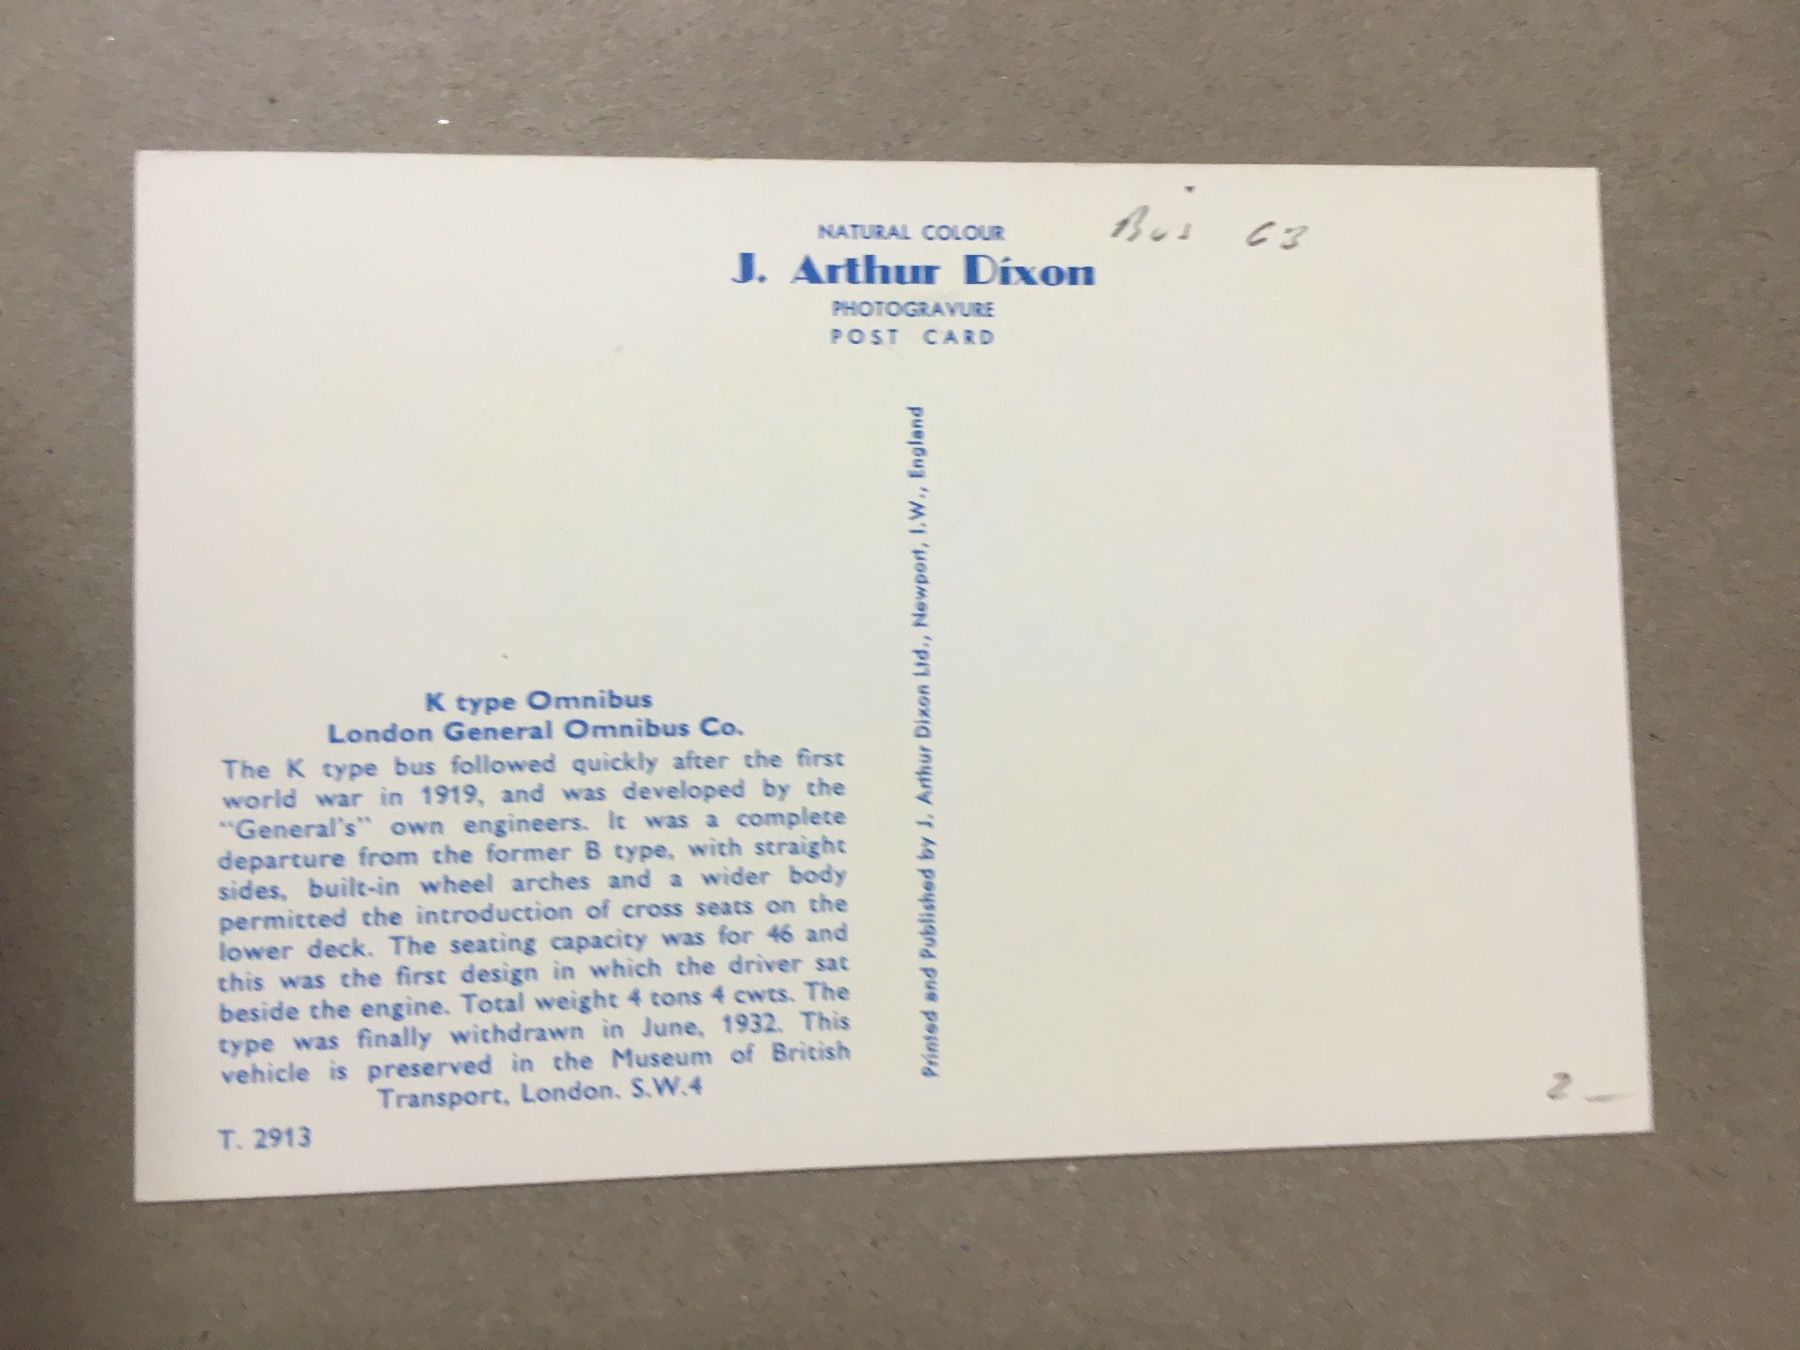 NATURAL COLOUR
J. Arthur Dixon
PHOTOGRAVURE
POST CARD
Bus 63
Printed and Published by J. Arthur Dixon Ltd., Newport, I.W., England
K type Omnibus
London General Omnibus Co.
The K type bus followed quickly after the first
world war in 1919, and was developed by the
“General's” own engineers. It was a complete
departure from the former B type, with straight
sides, built-in wheel arches and a wider body
permitted the introduction of cross seats on the
lower deck. The seating capacity was for 46 and
this was the first design in which the driver sat
beside the engine. Total weight 4 tons 4 cwts. The
type was finally withdrawn in June, 1932. This
vehicle is preserved in the Museum of British
Transport, London. S.W.4
T. 2913
2 —